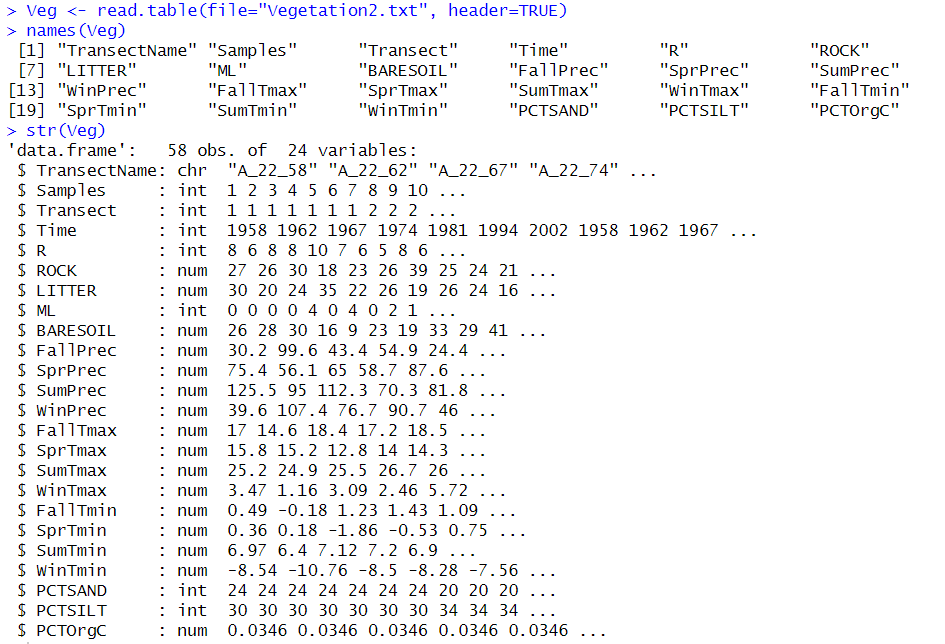 > Veg <- read.table(file="Vegetation2.txt", header=TRUE)
> names(Veg)
 [1] "TransectName" "Samples"      "Transect"     "Time"         "R"            "ROCK"
 [7] "LITTER"       "ML"           "BARESOIL"     "FallPrec"     "SprPrec"      "SumPrec"
[13] "WinPrec"      "FallTmax"     "SprTmax"      "SumTmax"      "WinTmax"      "FallTmin"
[19] "SprTmin"      "SumTmin"      "WinTmin"      "PCTSAND"      "PCTSILT"      "PCTOrgC"
> str(Veg)
'data.frame':   58 obs. of  24 variables:
 $ TransectName: chr  "A_22_58" "A_22_62" "A_22_67" "A_22_74" ...
 $ Samples     : int  1 2 3 4 5 6 7 8 9 10 ...
 $ Transect    : int  1 1 1 1 1 1 1 2 2 2 ...
 $ Time        : int  1958 1962 1967 1974 1981 1994 2002 1958 1962 1967 ...
 $ R           : int  8 6 8 8 10 7 6 5 8 6 ...
 $ ROCK        : num  27 26 30 18 23 26 39 25 24 21 ...
 $ LITTER      : num  30 20 24 35 22 26 19 26 24 16 ...
 $ ML          : int  0 0 0 0 4 0 4 0 2 1 ...
 $ BARESOIL    : num  26 28 30 16 9 23 19 33 29 41 ...
 $ FallPrec    : num  30.2 99.6 43.4 54.9 24.4 ...
 $ SprPrec     : num  75.4 56.1 65 58.7 87.6 ...
 $ SumPrec     : num  125.5 95 112.3 70.3 81.8 ...
 $ WinPrec     : num  39.6 107.4 76.7 90.7 46 ...
 $ FallTmax    : num  17 14.6 18.4 17.2 18.5 ...
 $ SprTmax     : num  15.8 15.2 12.8 14 14.3 ...
 $ SumTmax     : num  25.2 24.9 25.5 26.7 26 ...
 $ WinTmax     : num  3.47 1.16 3.09 2.46 5.72 ...
 $ FallTmin    : num  0.49 -0.18 1.23 1.43 1.09 ...
 $ SprTmin     : num  0.36 0.18 -1.86 -0.53 0.75 ...
 $ SumTmin     : num  6.97 6.4 7.12 7.2 6.9 ...
 $ WinTmin     : num  -8.54 -10.76 -8.5 -8.28 -7.56 ...
 $ PCTSAND     : int  24 24 24 24 24 24 24 20 20 20 ...
 $ PCTSILT     : int  30 30 30 30 30 30 30 34 34 34 ...
 $ PCTOrgC     : num  0.0346 0.0346 0.0346 0.0346 0.0346 ...